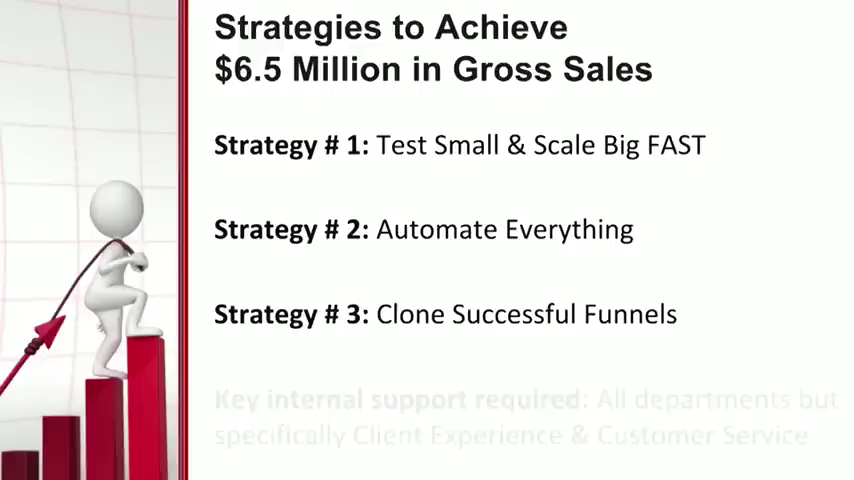 Strategies to Achieve
$6.5 Million in Gross Sales
Strategy # 1: Test Small & Scale Big FAST
Strategy # 2: Automate Everything
Strategy # 3: Clone Successful Funnels
Key internal support required: All departments but
specifically Client Experience & Customer Service